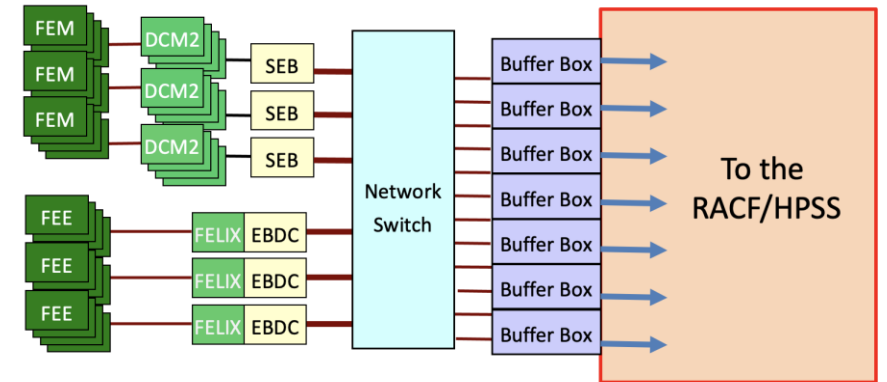 FEM
FEM
FEM
DCM2
DCM2
DCM2
SEB
SEB
SEB
FEE
FEE
FEE
FELIX EBDC
FELIX EBDC
FELIX EBDC
Network
Switch
Buffer Box
Buffer Box
Buffer Box
Buffer Box
Buffer Box
Buffer Box
Buffer Box
To the
RACF/HPSS